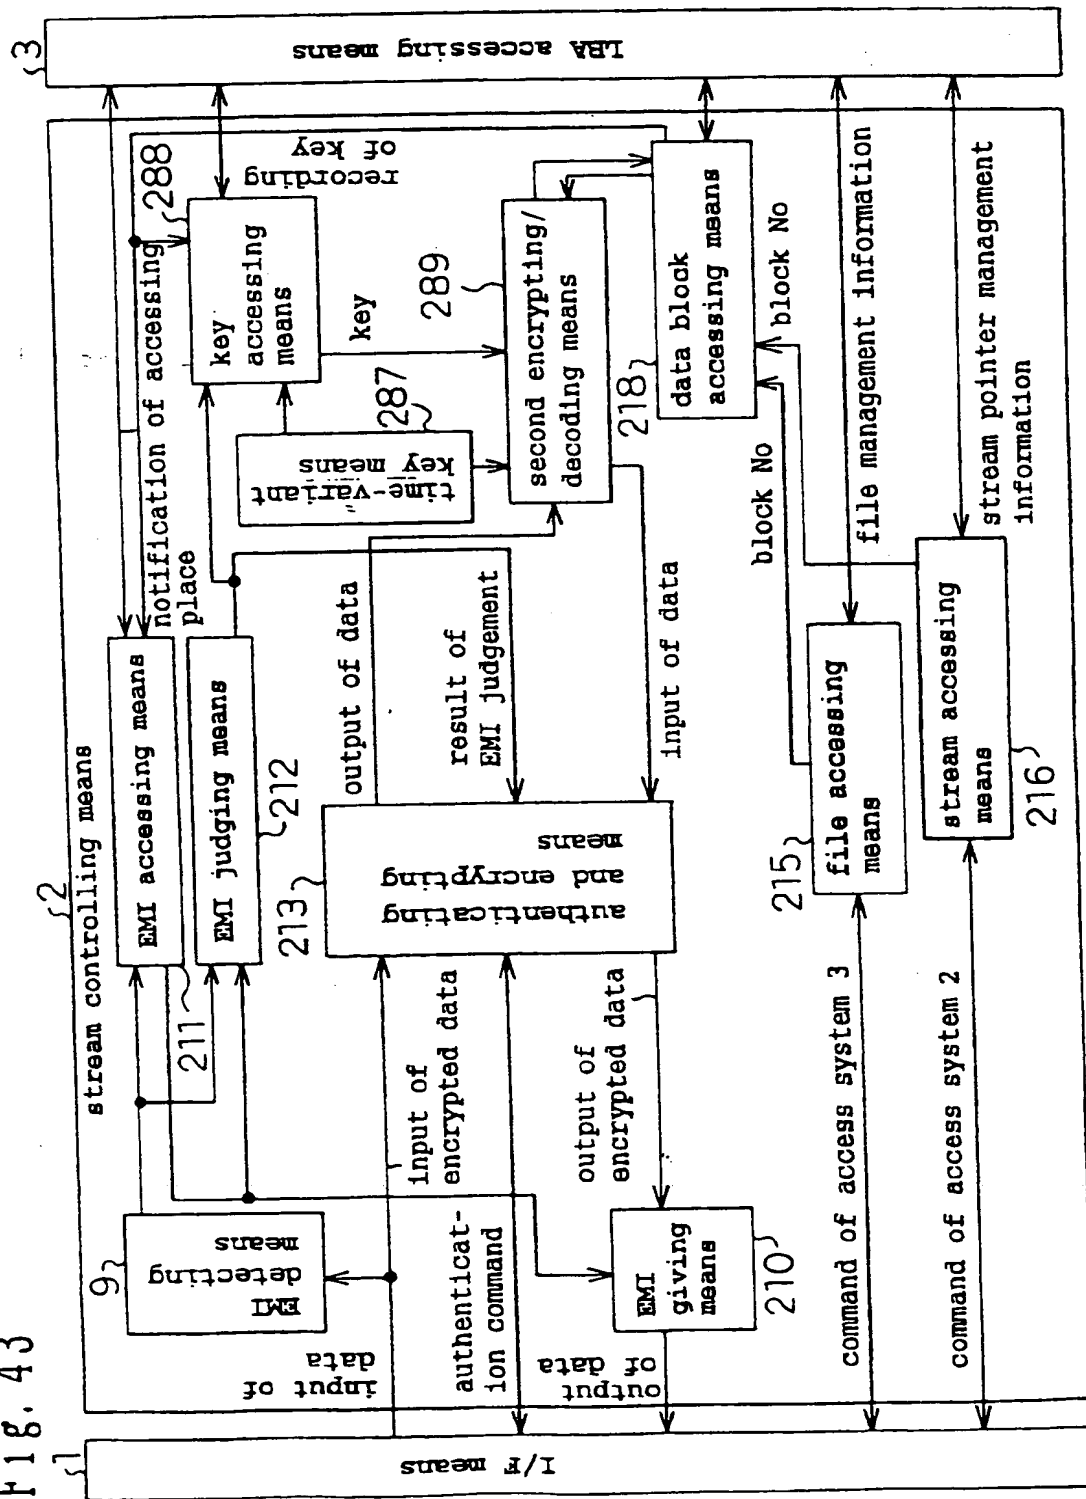 Fig. 43
1
I/F means
2
stream controlling means
3
LBA accessing means
9
EMI
detecting
means
input of
data
211
EMI accessing means
EMI judging means
212
notification of accessing
place
288
key
accessing
means
recording
of key
key
287
time-variant
key means
289
second encrypting/
decoding means
218
data block
accessing means
213
authenticating
and encrypting
means
output of data
result of
EMI judgement
input of data
input of
encrypted data
authenticat-
ion command
output of
encrypted data
EMI
giving
means
210
output
of data
block No
block No
215
file accessing
means
file management information
stream accessing
means
216
stream pointer management
information
command of access system 3
command of access system 2